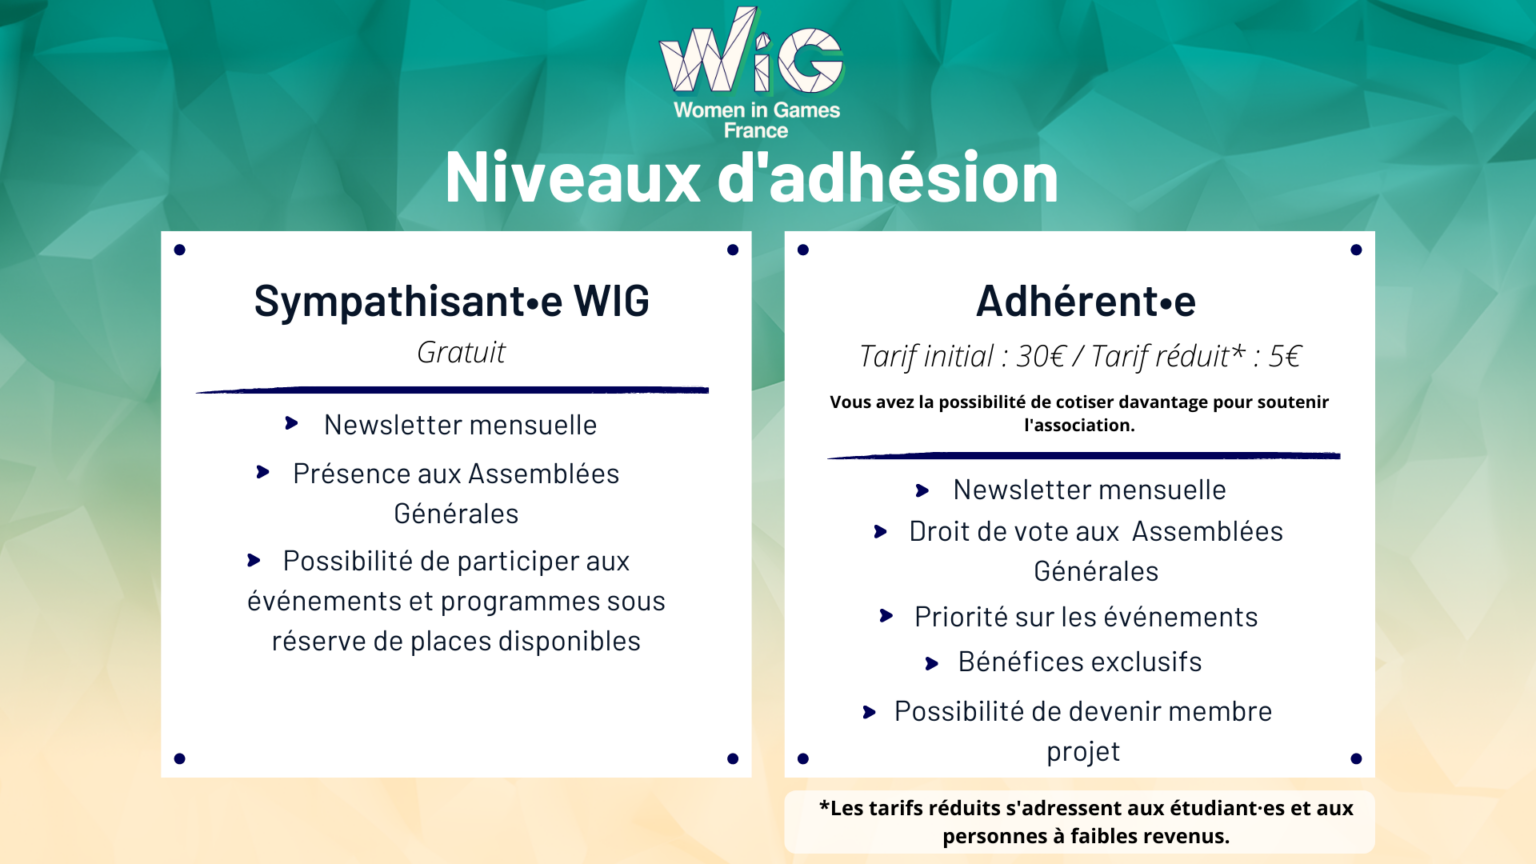 WiG
Women in Games
France
Niveaux d'adhésion
Sympathisant•e WIG
Gratuit
Newsletter mensuelle
Présence aux Assemblées
Générales
Possibilité de participer aux
événements et programmes sous
réserve de places disponibles
Adhérent•e
Tarif initial : 30€ / Tarif réduit* : 5€
Vous avez la possibilité de cotiser davantage pour soutenir
l'association.
Newsletter mensuelle
Droit de vote aux Assemblées
Générales
Priorité sur les événements
Bénéfices exclusifs
Possibilité de devenir membre
projet
*Les tarifs réduits s'adressent aux étudiant·es et aux
personnes à faibles revenus.